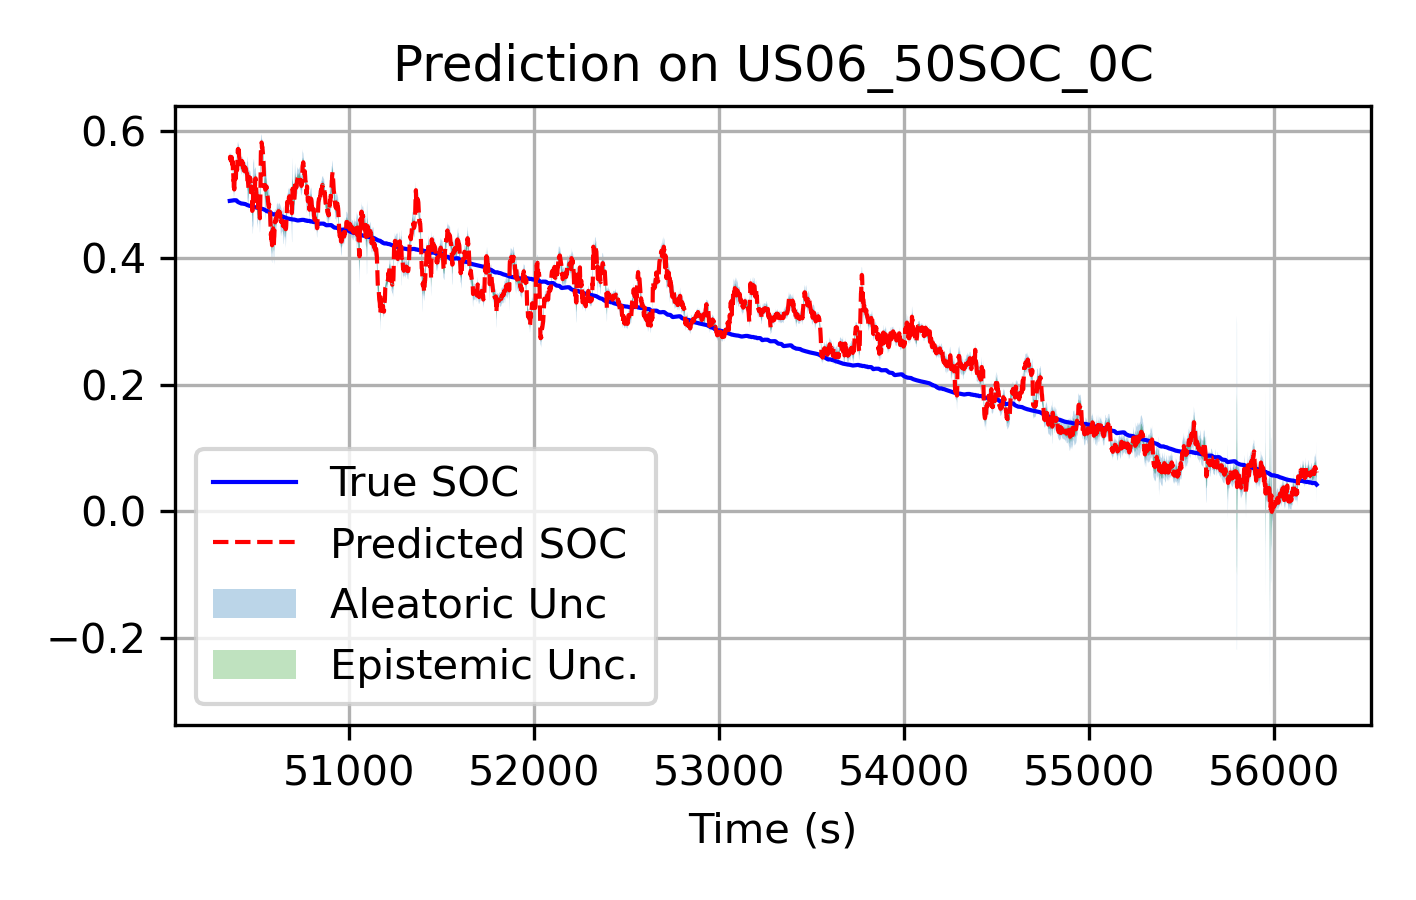 Prediction on US06_50SOC_0C
0.6
0.4
0.2
0.0
−0.2
True SOC
Predicted SOC
Aleatoric Unc
Epistemic Unc.
51000 52000 53000 54000 55000 56000
Time (s)